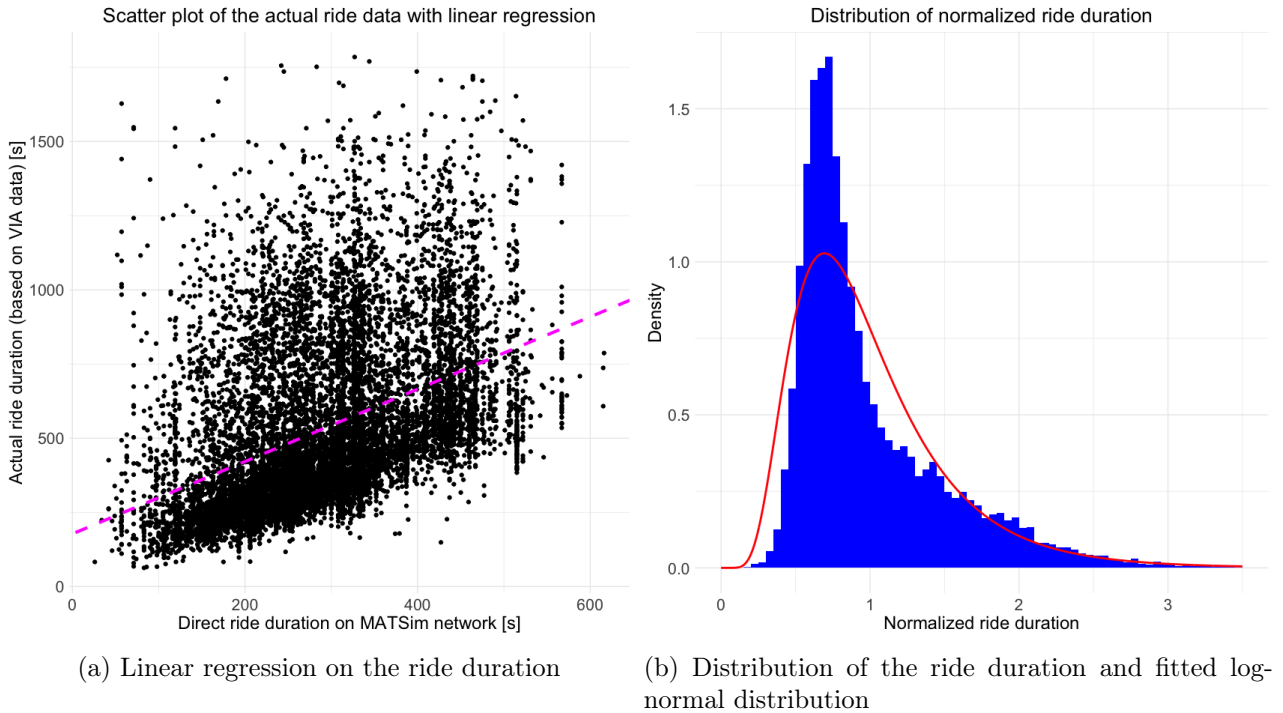 Scatter plot of the actual ride data with linear regression
Actual ride duration (based on VIA data) [s]
1500
1000
500
0
0 200 400 600
Direct ride duration on MATSim network [s]
(a) Linear regression on the ride duration
Distribution of normalized ride duration
Density
1.5
1.0
0.5
0.0
0 1 2 3
Normalized ride duration
(b) Distribution of the ride duration and fitted log-
normal distribution